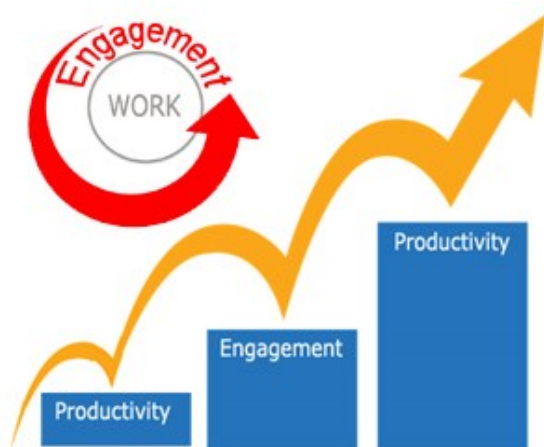 Engagement
WORK
Productivity
Engagement
Productivity